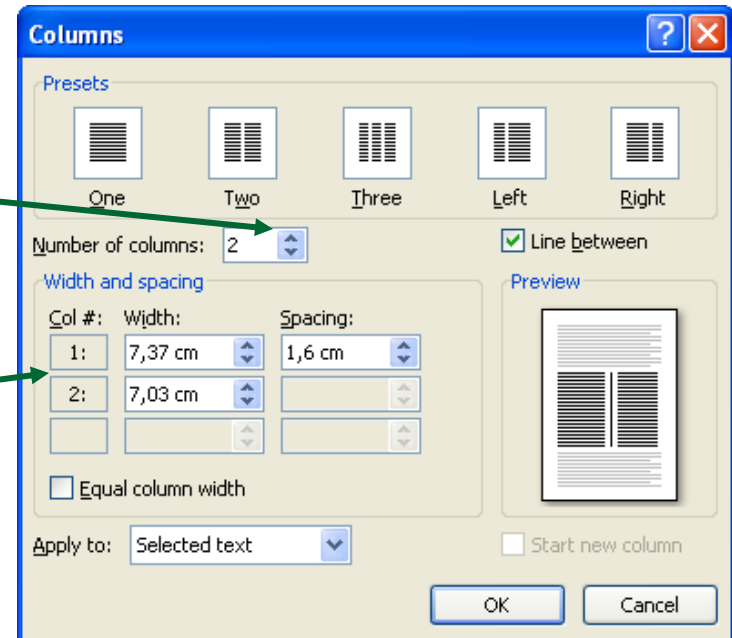 Columns
Presets
One Two Three Left Right
Number of columns: 2 Line between
Width and spacing Preview
Col #: Width: Spacing:
1: 7,37 cm 1,6 cm
2: 7,03 cm
Equal column width
Apply to: Selected text Start new column
OK Cancel